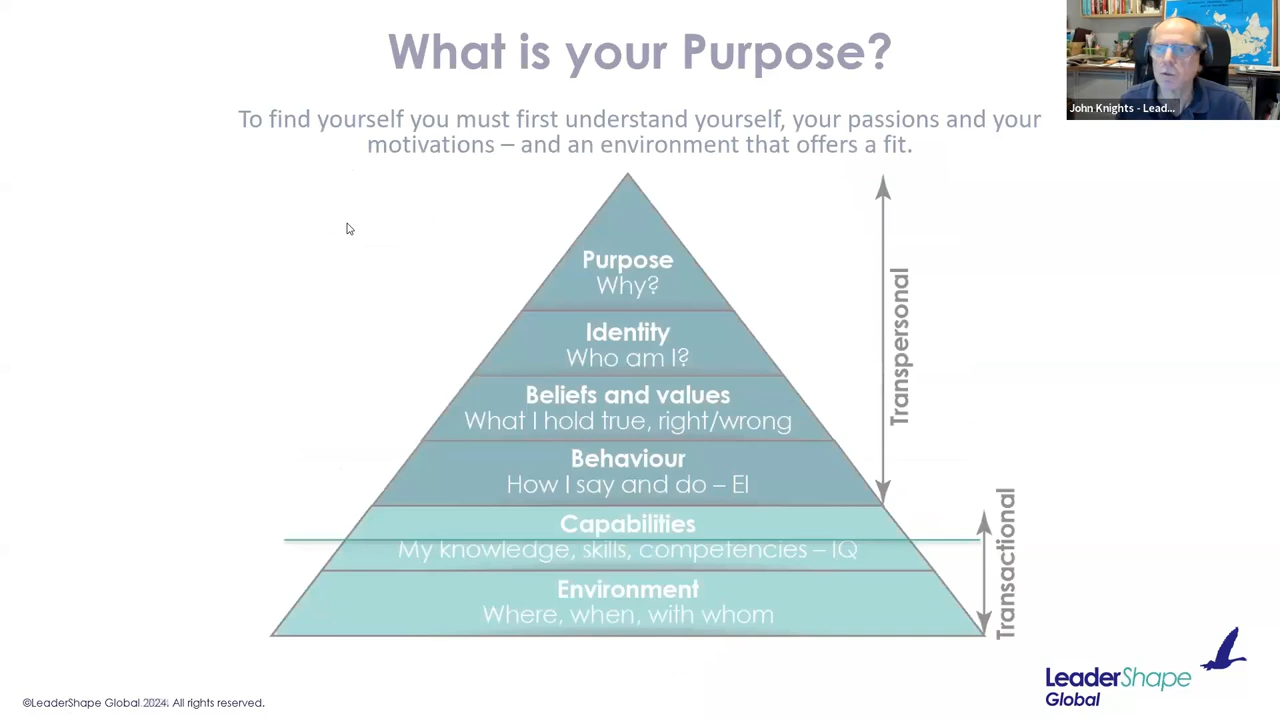 What is your Purpose?
John Knights - Lead...
To find yourself you must first understand yourself, your passions and your
motivations – and an environment that offers a fit.
Purpose
Why?
Identity
Who am I?
Beliefs and values
What I hold true, right/wrong
Behaviour
How I say and do – EI
Capabilities
My knowledge, skills, competencies – IQ
Environment
Where, when, with whom
Transpersonal
Transactional
LeaderShape
Global
©LeaderShape Global 2024. All rights reserved.